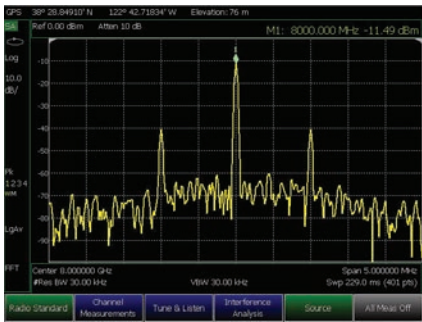 GPS 38° 28.84910' N 122° 42.71834' W Elevation: 76 m
SA Ref 0.00 dBm Atten 10 dB
M1: 8000.000 MHz -11.49 dBm
1
Log
-10
10.0
dB/
-20
-30
-40
-50
-60
Pk
-70
1234
-80
LgAv
-90
FFT
Center 8.000000 GHz Span 5.000000 MHz
#Res BW 30.00 kHz VBW 30.00 kHz Swp 229.0 ms (401 pts)
Radio Standard
Channel Measurements
Tune & Listen
Interference Analysis
Source
All Meas Off